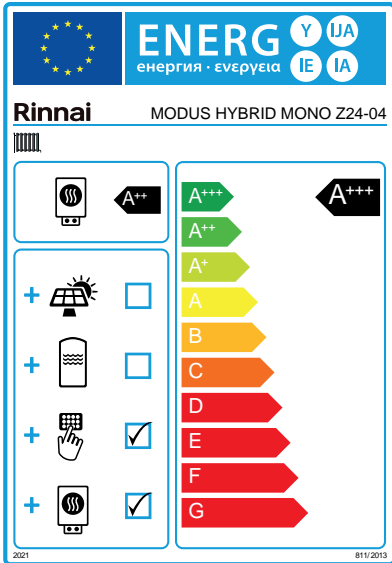 ENERG Y IJA
енергия · ενεργεια IE IA
Rinnai MODUS HYBRID MONO Z24-04
A++
A+++
A+++
A++
A+
A
B
C
D
E
F
G
+
+
+
+
2021 811/2013